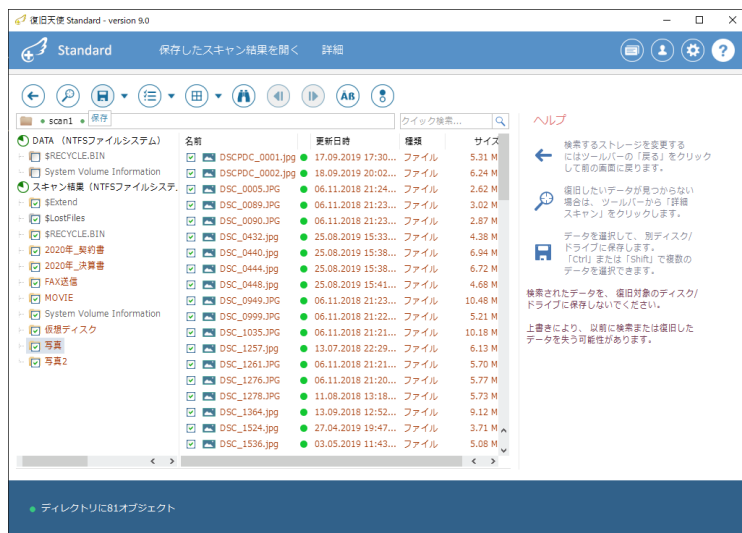 復旧天使 Standard - version 9.0
Standard 保存したスキャン結果を開く 詳細
Äß
保存
scan1
クイック検索...
DATA （NTFSファイルシステム）
$RECYCLE.BIN
System Volume Information
スキャン結果（NTFSファイルシステ.
$Extend
$LostFiles
$RECYCLE.BIN
2020年_契約書
2020年_決算書
FAX送信
MOVIE
System Volume Information
仮想ディスク
写真
写真2
名前 更新日時 種類 サイズ
DSCPDC_0001.jpg 17.09.2019 17:30... ファイル 5.31 M
DSCPDC_0002.jpg 18.09.2019 20:02... ファイル 6.24 M
DSC_0005.JPG 06.11.2018 21:24... ファイル 2.62 M
DSC_0089.JPG 06.11.2018 21:23... ファイル 3.02 M
DSC_0090.JPG 06.11.2018 21:23... ファイル 2.87 M
DSC_0432.jpg 25.08.2019 15:33... ファイル 4.38 M
DSC_0440.jpg 25.08.2019 15:38... ファイル 6.94 M
DSC_0444.jpg 25.08.2019 15:38... ファイル 6.72 M
DSC_0448.jpg 25.08.2019 15:41... ファイル 4.68 M
DSC_0949.JPG 06.11.2018 21:23... ファイル 10.48 M
DSC_0999.JPG 06.11.2018 21:22... ファイル 5.21 M
DSC_1035.JPG 06.11.2018 21:21... ファイル 10.18 M
DSC_1257.jpg 13.07.2018 22:29... ファイル 6.13 M
DSC_1261.JPG 06.11.2018 21:21... ファイル 5.70 M
DSC_1276.JPG 06.11.2018 21:20... ファイル 5.77 M
DSC_1278.JPG 11.08.2018 13:18... ファイル 5.73 M
DSC_1364.jpg 13.09.2018 12:52... ファイル 9.12 M
DSC_1524.jpg 27.04.2019 19:47... ファイル 3.71 M
DSC_1536.jpg 03.05.2019 11:43... ファイル 5.08 M
ヘルプ
検索するストレージを変更する
にはツールバーの「戻る」をクリック
して前の画面に戻ります。
復旧したいデータが見つからない
場合は、 ツールバーから「詳細
スキャン」をクリックします。
データを選択して、 別ディスク/
ドライブに保存します。
「Ctrl」または「Shift」で複数の
データを選択できます。
検索されたデータを、 復旧対象のディスク/
ドライブに保存しないでください。
上書きにより、 以前に検索または復旧した
データを失う可能性があります。
ディレクトリに81オブジェクト